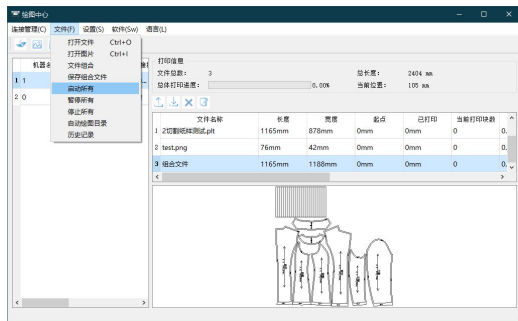 绘图中心
连接管理(C) 文件(F) 设置(S) 软件(Sw) 语言(L)
打开文件 Ctrl+O
打开图片 Ctrl+I
文件组合
保存组合文件
启动所有
暂停所有
停止所有
自动绘图目录
历史记录
机器名
1 1
2 0
打印信息
文件总数: 3 总长度: 2404 mm
总体打印进度: 0.00% 当前位置: 105 mm
文件名称 长度 宽度 起点 已打印 当前打印块数
1 2切割纸样测试.plt 1165mm 878mm 0mm 0mm 0 0.
2 test.png 76mm 42mm 0mm 0mm 0 0.
3 组合文件 1165mm 1188mm 0mm 0mm 0 0.